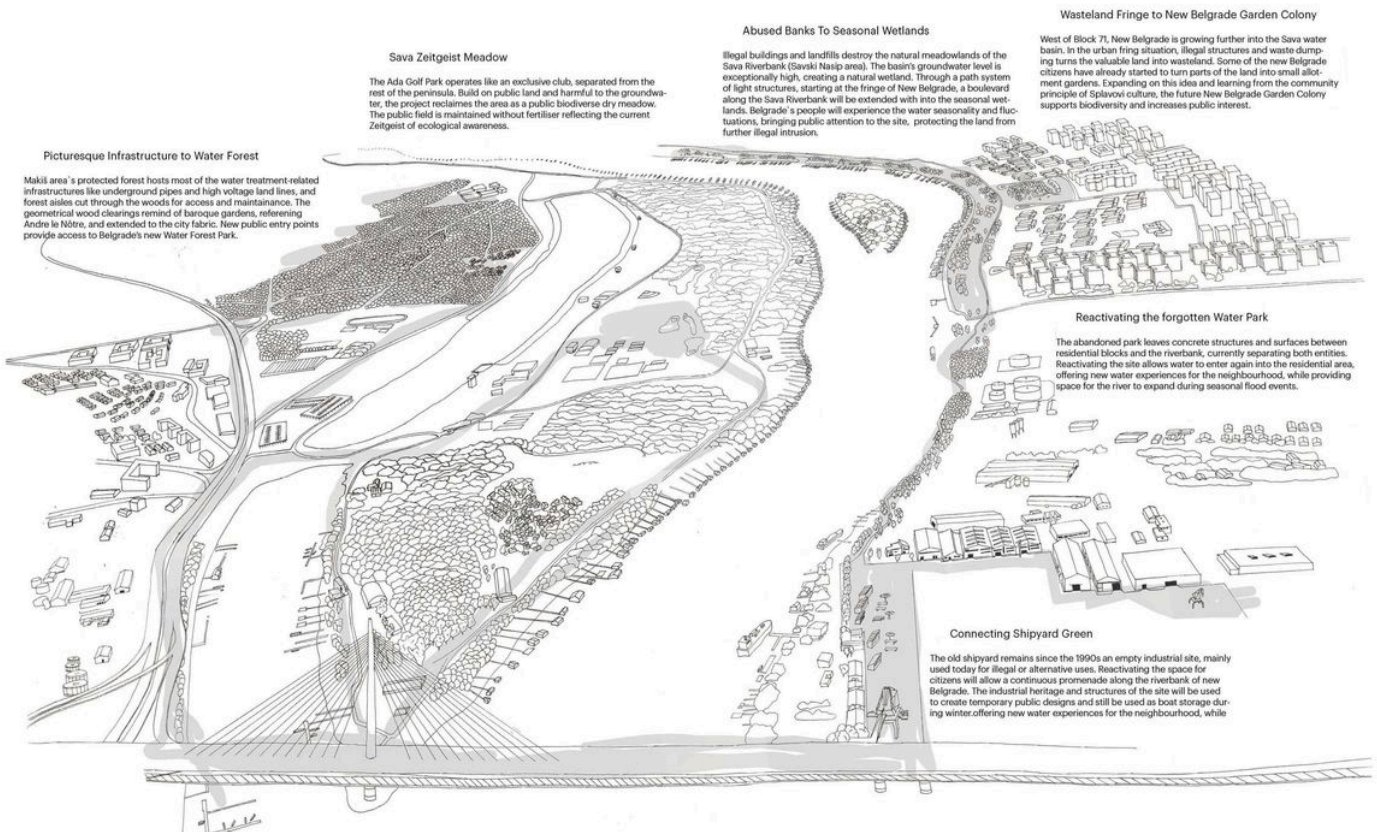 Wasteland Fringe to New Belgrade Garden Colony
West of Block 71, New Belgrade is growing further into the Sava water
basin. In the urban fring situation, illegal structures and waste dump-
ing turns the valuable land into wasteland. Some of the new Belgrade
citizens have already started to turn parts of the land into small allot-
ment gardens. Expanding on this idea and learning from the community
principle of Splavovi culture, the future New Belgrade Garden Colony
supports biodiversity and increases public interest.
Abused Banks To Seasonal Wetlands
Illegal buildings and landfills destroy the natural meadowlands of the
Sava Riverbank (Savski Nasip area). The basin's groundwater level is
exceptionally high, creating a natural wetland. Through a path system
of light structures, starting at the fringe of New Belgrade, a boulevard
along the Sava Riverbank will be extended with into the seasonal wet-
lands. Belgrade`s people will experience the water seasonality and fluc-
tuations, bringing public attention to the site, protecting the land from
further illegal intrusion.
Sava Zeitgeist Meadow
The Ada Golf Park operates like an exclusive club, separated from the
rest of the peninsula. Build on public land and harmful to the groundwa-
ter, the project reclaimes the area as a public biodiverse dry meadow.
The public field is maintained without fertiliser reflecting the current
Zeitgeist of ecological awareness.
Picturesque Infrastructure to Water Forest
Makiš area`s protected forest hosts most of the water treatment-related
infrastructures like underground pipes and high voltage land lines, and
forest aisles cut through the woods for access and maintainance. The
geometrical wood clearings remind of baroque gardens, referening
Andre le Nôtre, and extended to the city fabric. New public entry points
provide access to Belgrade's new Water Forest Park.
Reactivating the forgotten Water Park
The abandoned park leaves concrete structures and surfaces between
residential blocks and the riverbank, currently separating both entities.
Reactivating the site allows water to enter again into the residential area,
offering new water experiences for the neighbourhood, while providing
space for the river to expand during seasonal flood events.
Connecting Shipyard Green
The old shipyard remains since the 1990s an empty industrial site, mainly
used today for illegal or alternative uses. Reactivating the space for
citizens will allow a continuous promenade along the riverbank of new
Belgrade. The industrial heritage and structures of the site will be used
to create temporary public designs and still be used as boat storage dur-
ing winter.offering new water experiences for the neighbourhood, while